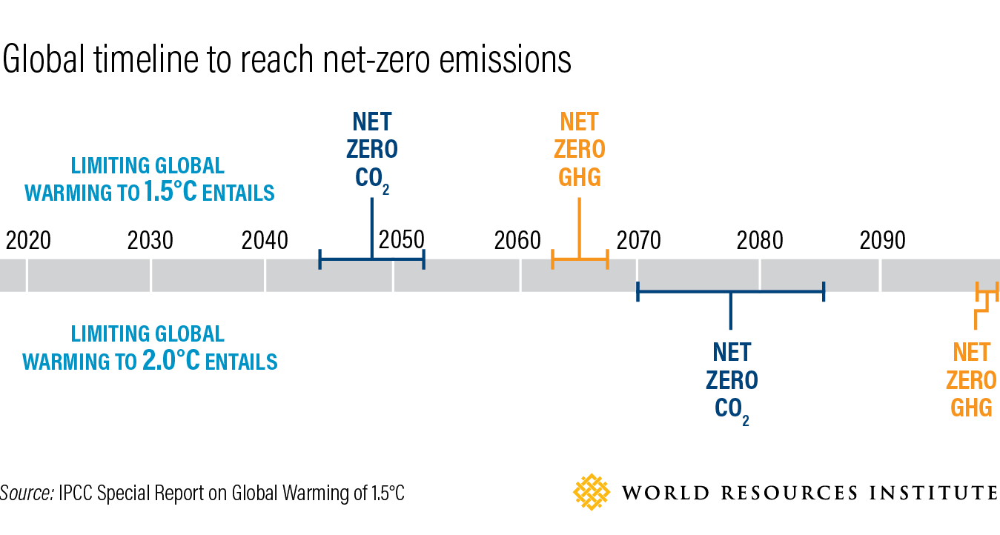 Global timeline to reach net-zero emissions
NET
ZERO
CO₂
NET
ZERO
GHG
LIMITING GLOBAL
WARMING TO 1.5°C ENTAILS
2020 2030 2040 2050 2060 2070 2080 2090
LIMITING GLOBAL
WARMING TO 2.0°C ENTAILS
NET
ZERO
CO₂
NET
ZERO
GHG
Source: IPCC Special Report on Global Warming of 1.5°C
WORLD RESOURCES INSTITUTE